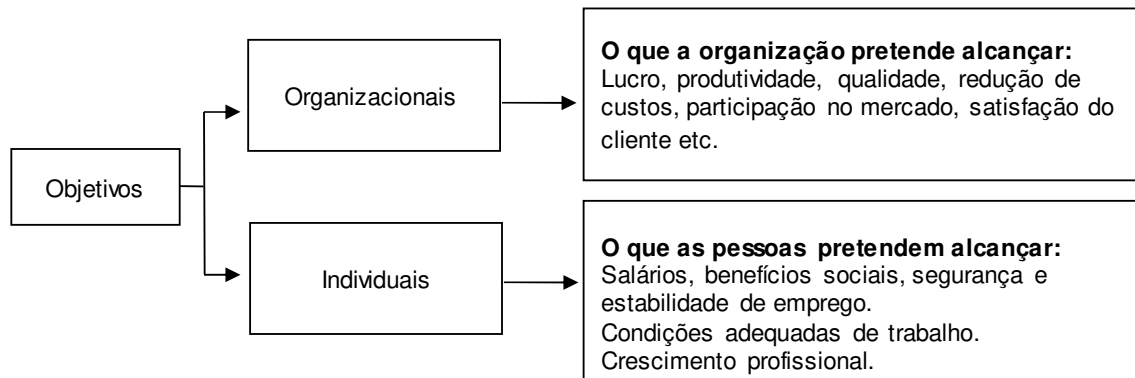 Objetivos
Organizacionais
O que a organização pretende alcançar:
Lucro, produtividade, qualidade, redução de
custos, participação no mercado, satisfação do
cliente etc.
Individuais
O que as pessoas pretendem alcançar:
Salários, benefícios sociais, segurança e
estabilidade de emprego.
Condições adequadas de trabalho.
Crescimento profissional.